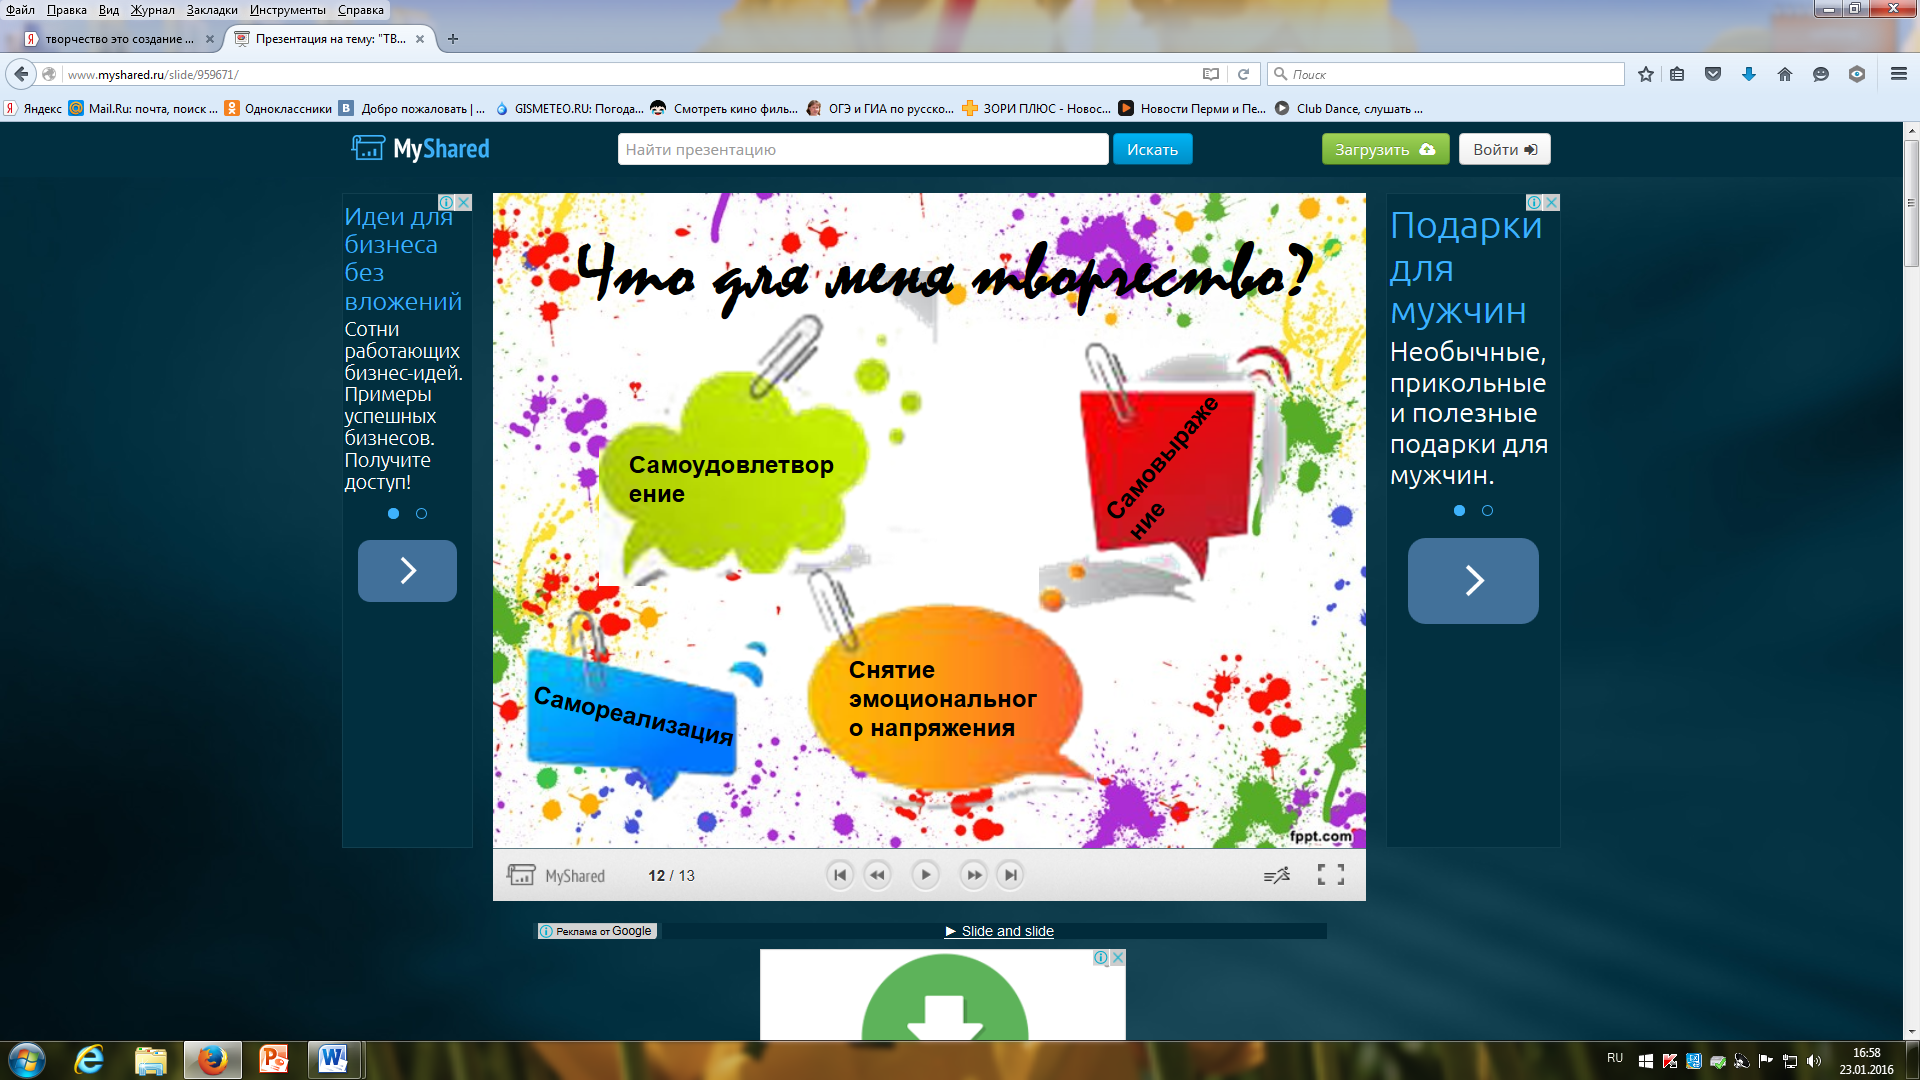 Файл Правка Вид Журнал Закладки Инструменты Справка
творчество это создание ...
Презентация на тему: "ТВ...
www.myshared.ru/slide/959671/
Поиск
Яндекс
Mail.Ru: почта, поиск ...
Одноклассники
Добро пожаловать | ...
GISMETEO.RU: Погода...
Смотреть кино филь...
ОГЭ и ГИА по русско...
ЗОРИ ПЛЮС - Новос...
Новости Перми и Пе...
Club Dance, слушать ...
MyShared
Найти презентацию
Искать
Загрузить
Войти
Идеи для
бизнеса
без
вложений
Сотни
работающих
бизнес-идей.
Примеры
успешных
бизнесов.
Получите
доступ!
Что для меня творчество?
Самоудовлетвор
ение
Самовыраже
ние
Самореализация
Снятие
эмоциональног
о напряжения
fppt.com
Подарки
для
мужчин
Необычные,
прикольные
и полезные
подарки для
мужчин.
MyShared
12 / 13
Реклама от Google
► Slide and slide
RU
16:58
23.01.2016